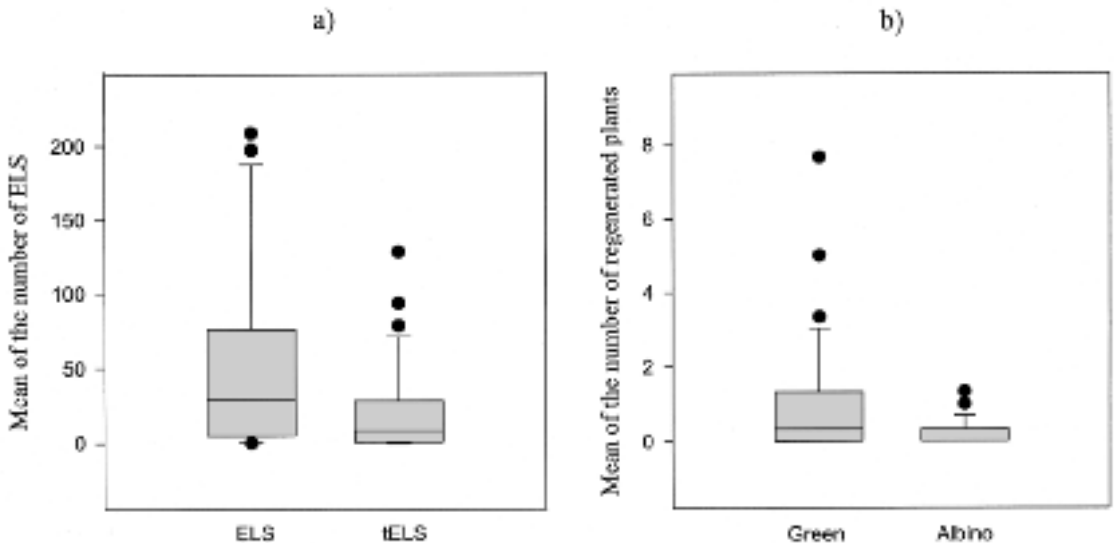 a)
Mean of the number of ELS
200
150
100
50
0
ELS
tELS
b)
Mean of the number of regenerated plants
8
6
4
2
0
Green
Albino